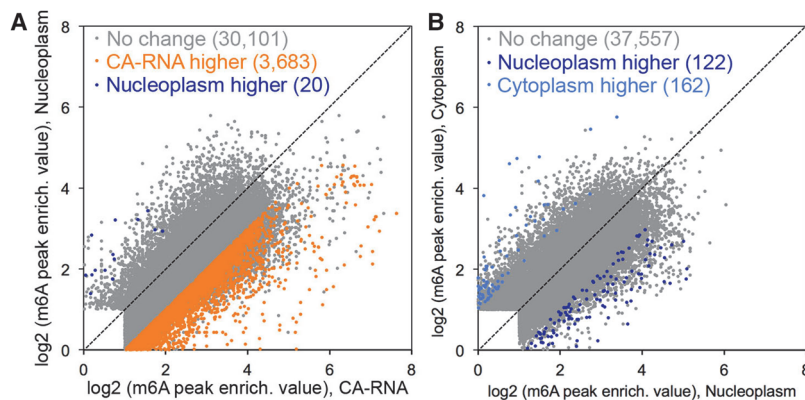 A
No change (30,101)
CA-RNA higher (3,683)
Nucleoplasm higher (20)
log2 (m6A peak enrich. value), Nucleoplasm
8
6
4
2
0
0
2
4
6
8
log2 (m6A peak enrich. value), CA-RNA
B
No change (37,557)
Nucleoplasm higher (122)
Cytoplasm higher (162)
log2 (m6A peak enrich. value), Cytoplasm
8
6
4
2
0
0
2
4
6
8
log2 (m6A peak enrich. value), Nucleoplasm